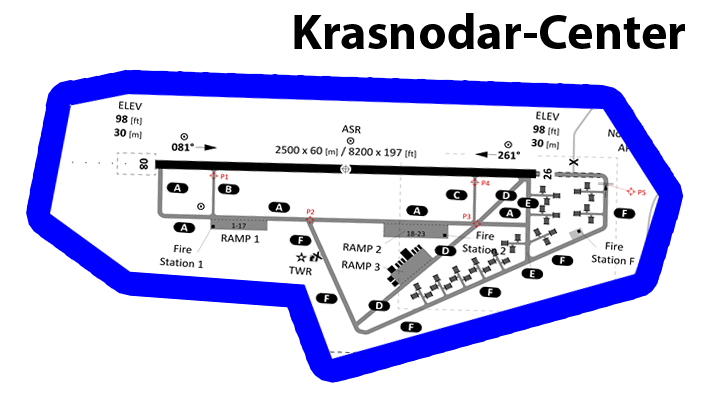 Krasnodar-Center
ELEV
98 [ft]
30 [m]
081°
ASR
2500 x 60 [m] / 8200 x 197 [ft]
ELEV
98 [ft]
30 [m]
261°
08
26
P1
P4
P5
A
B
C
D
E
F
A
A
A
P2
P3
A
1-17
RAMP 1
F
18-23
RAMP 2
RAMP 3
Fire
Station 2
D
Fire
Station 1
TWR
Fire
Station F
E
F
F
F
D
F